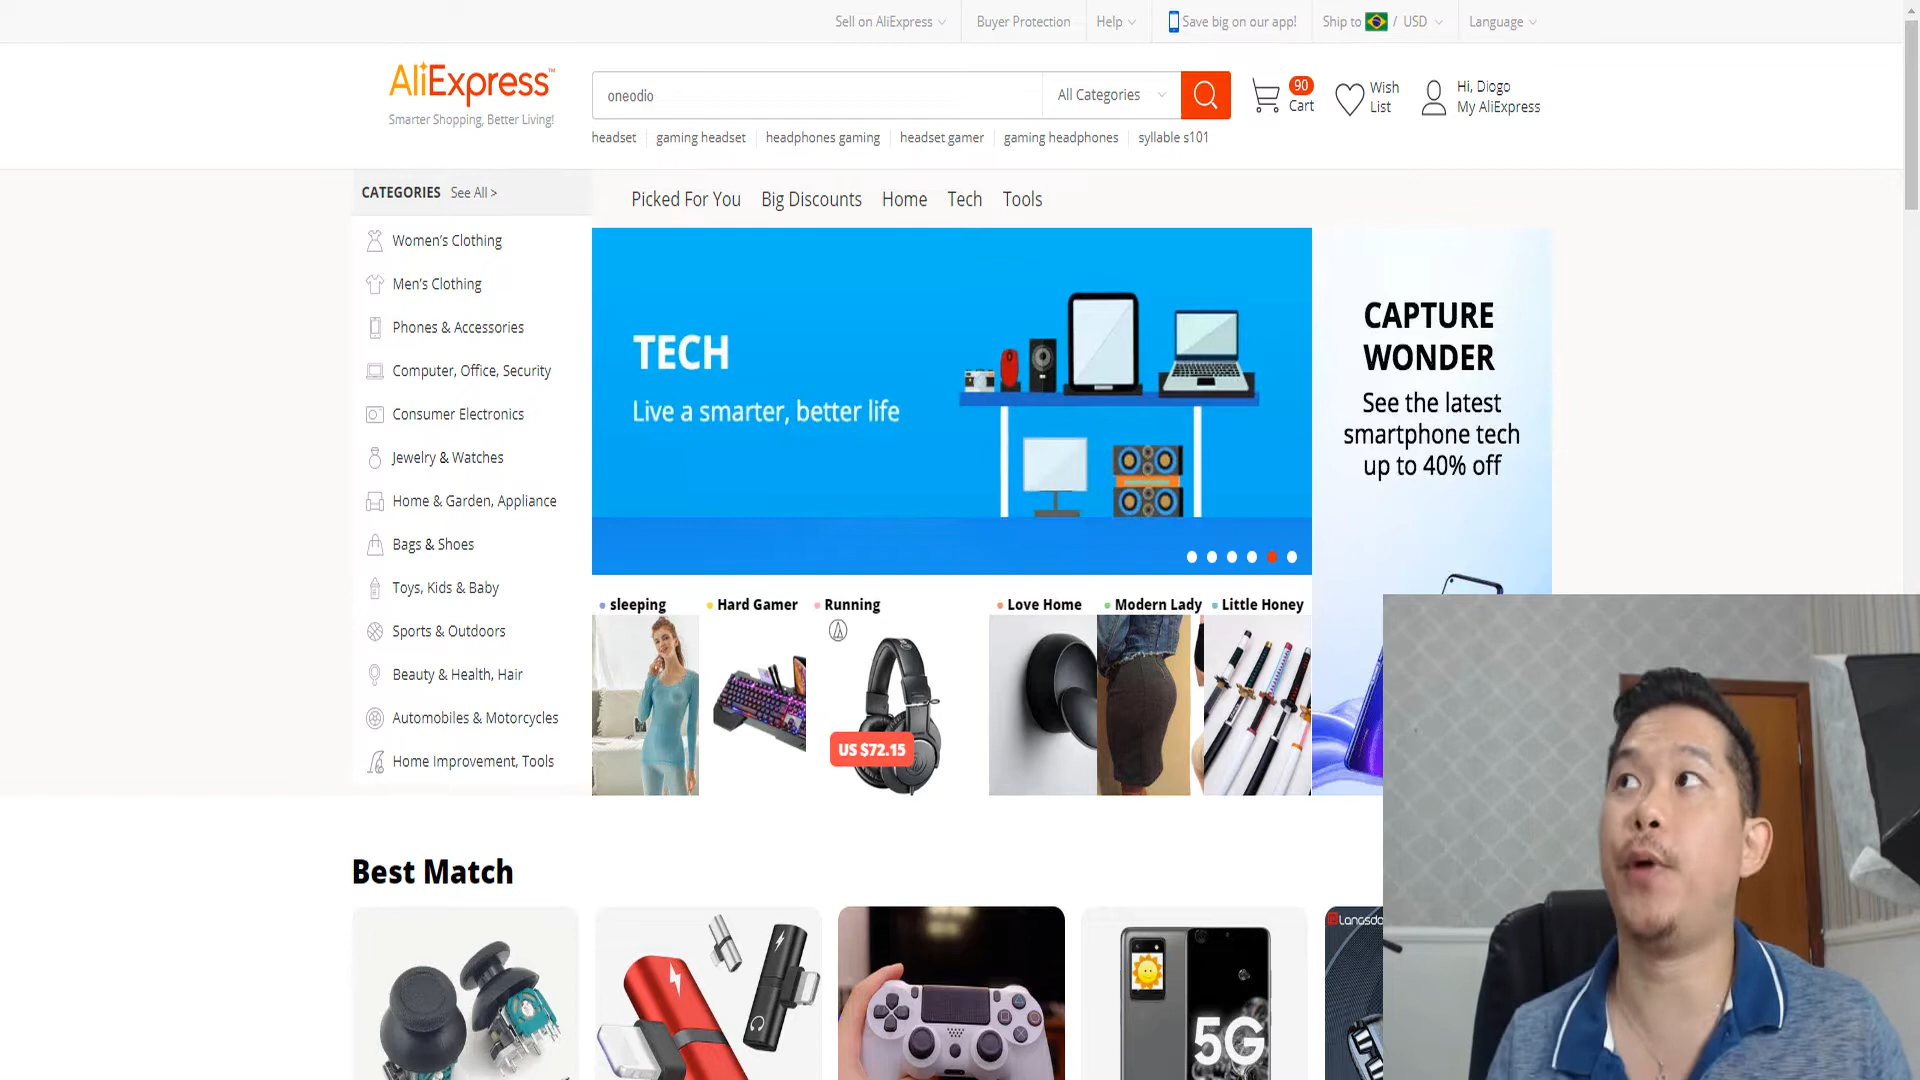 Sell on AliExpress
Buyer Protection
Help
Save big on our app!
Ship to / USD
Language
AliExpress™
Smarter Shopping, Better Living!
oneodio
All Categories
90
Cart
Wish
List
Hi, Diogo
My AliExpress
headset
gaming headset
headphones gaming
headset gamer
gaming headphones
syllable s101
CATEGORIES See All >
Picked For You
Big Discounts
Home
Tech
Tools
Women's Clothing
Men's Clothing
Phones & Accessories
Computer, Office, Security
Consumer Electronics
Jewelry & Watches
Home & Garden, Appliance
Bags & Shoes
Toys, Kids & Baby
Sports & Outdoors
Beauty & Health, Hair
Automobiles & Motorcycles
Home Improvement, Tools
TECH
Live a smarter, better life
CAPTURE
WONDER
See the latest
smartphone tech
up to 40% off
sleeping
Hard Gamer
Running
Love Home
Modern Lady
Little Honey
US $72.15
Best Match
5G
Langsdo